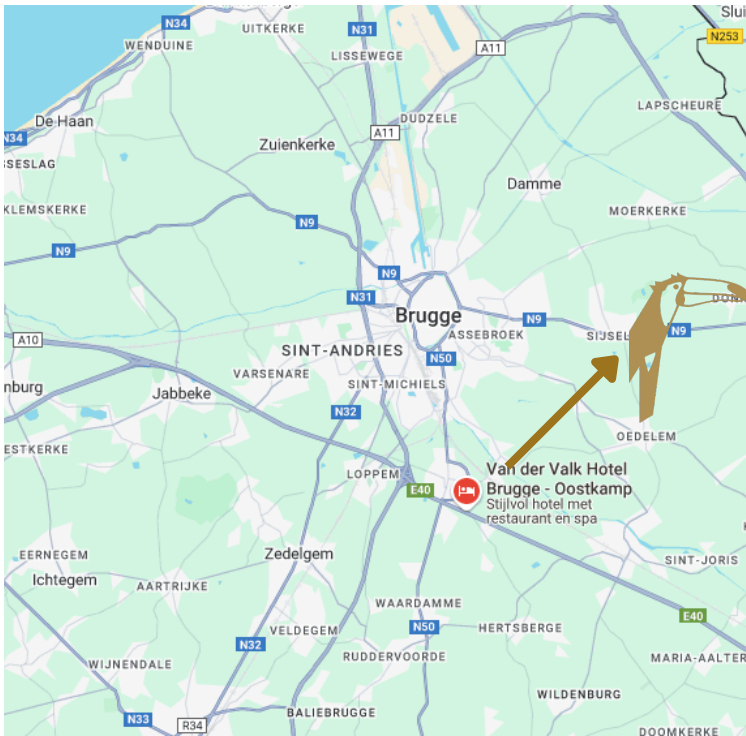 N34
UITKERKE
N31
Slui
WENDUINE
LISSEWEGE
A11
N253
De Haan
DUDZELE
LAPSCHEURE
N34
A11
Zuienkerke
SSESLAG
Damme
KLEMSKERKE
MOERKERKE
N9
N9
N9
N31
Brugge
DON
N9
ASSEBROEK
SIJSEL
N9
A10
SINT-ANDRIES
N50
VARSENARE
SINT-MICHIELS
nburg
Jabbeke
N32
ESTKERKE
OEDELEM
LOPPEM
Van der Valk Hotel
Brugge - Oostkamp
Stijlvol hotel met
restaurant en spa
E40
EERNEGEM
Zedelgem
SINT-JORIS
Ichtegem
AARTRIJKE
WAARDAMME
E40
N50
HERTSBERGE
VELDEGEM
N32
RUDDERVOORDE
MARIA-AALTER
WIJNENDALE
WILDENBURG
N33
R34
BALIEBRUGGE
DOOMKERKE